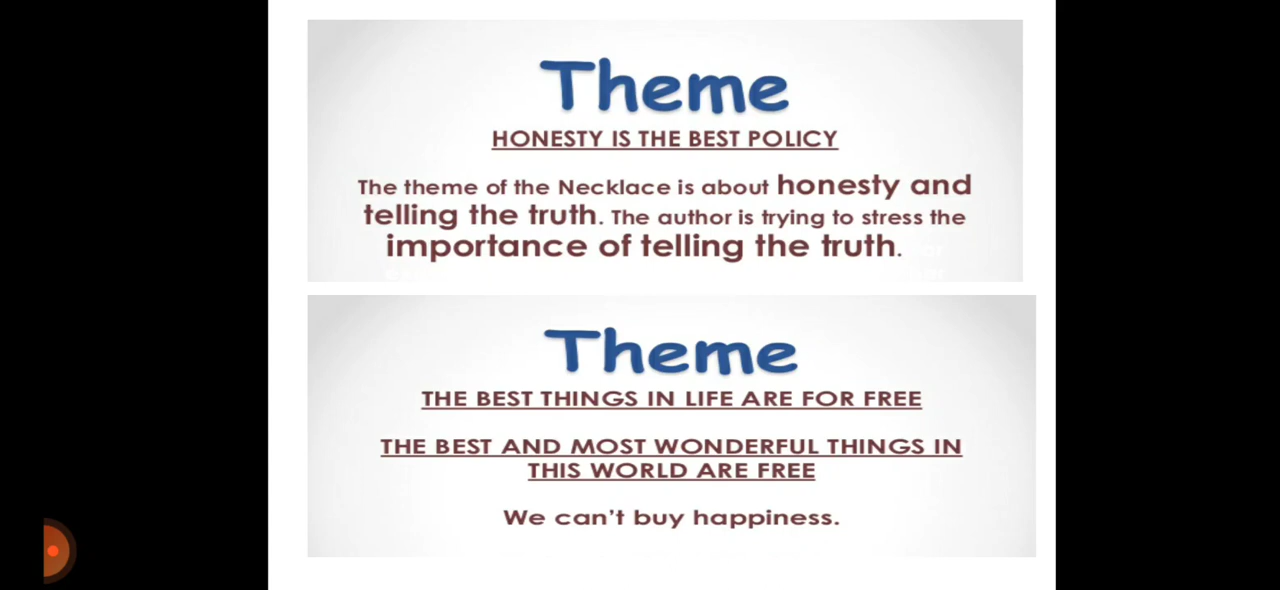 Theme
HONESTY IS THE BEST POLICY
The theme of the Necklace is about honesty and
telling the truth. The author is trying to stress the
importance of telling the truth.
Theme
THE BEST THINGS IN LIFE ARE FOR FREE
THE BEST AND MOST WONDERFUL THINGS IN
THIS WORLD ARE FREE
We can't buy happiness.